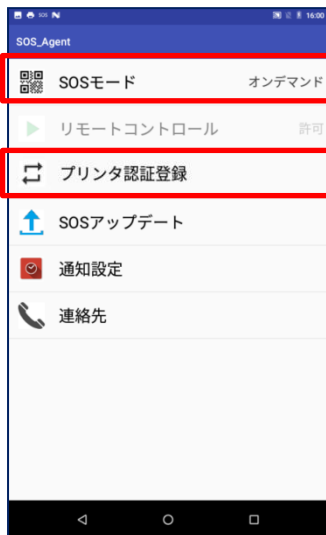 SOS 16:00
SOS_Agent
SOSモード オンデマンド
リモートコントロール 許可
プリンタ認証登録
SOSアップデート
通知設定
連絡先